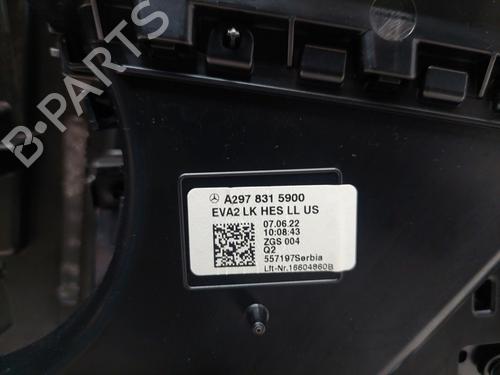 B-PARTS
A297 831 5900
EVA2 LK HES LL US
07.06.22
10:08:43
ZGS 004
Q2
557197Serbia
Lft-Nr.16604860B